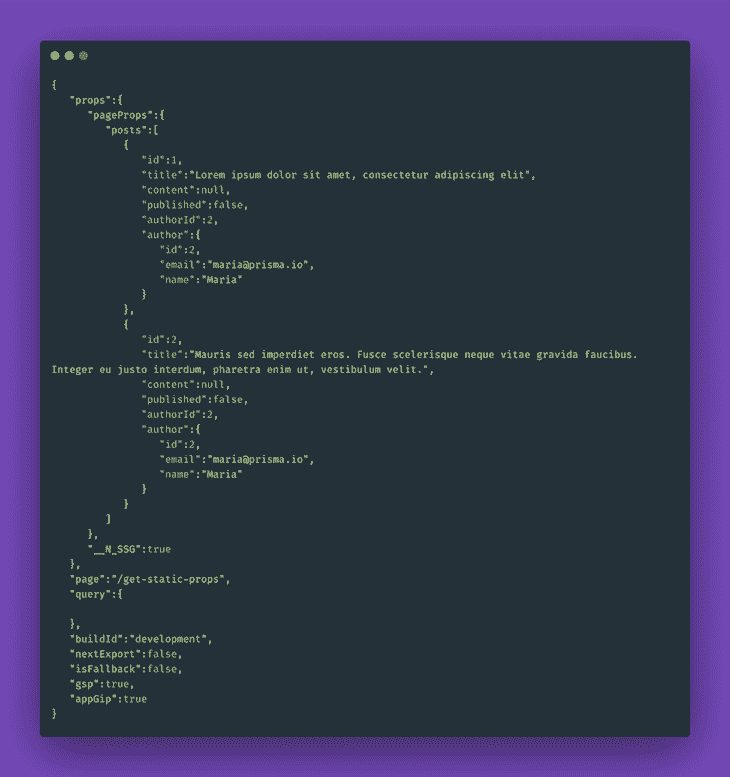 {
"props":{
"pageProps":{
"posts":[
{
"id":1,
"title":"Lorem ipsum dolor sit amet, consectetur adipiscing elit",
"content":null,
"published":false,
"authorId":2,
"author":{
"id":2,
"email":"maria@prisma.io",
"name":"Maria"
}
},
{
"id":2,
"title":"Mauris sed imperdiet eros. Fusce scelerisque neque vitae gravida faucibus.
Integer eu justo interdum, pharetra enim ut, vestibulum velit.",
"content":null,
"published":false,
"authorId":2,
"author":{
"id":2,
"email":"maria@prisma.io",
"name":"Maria"
}
}
]
},
"__N_SSG":true
},
"page":"/get-static-props",
"query":{
},
"buildId":"development",
"nextExport":false,
"isFallback":false,
"gsp":true,
"appGip":true
}